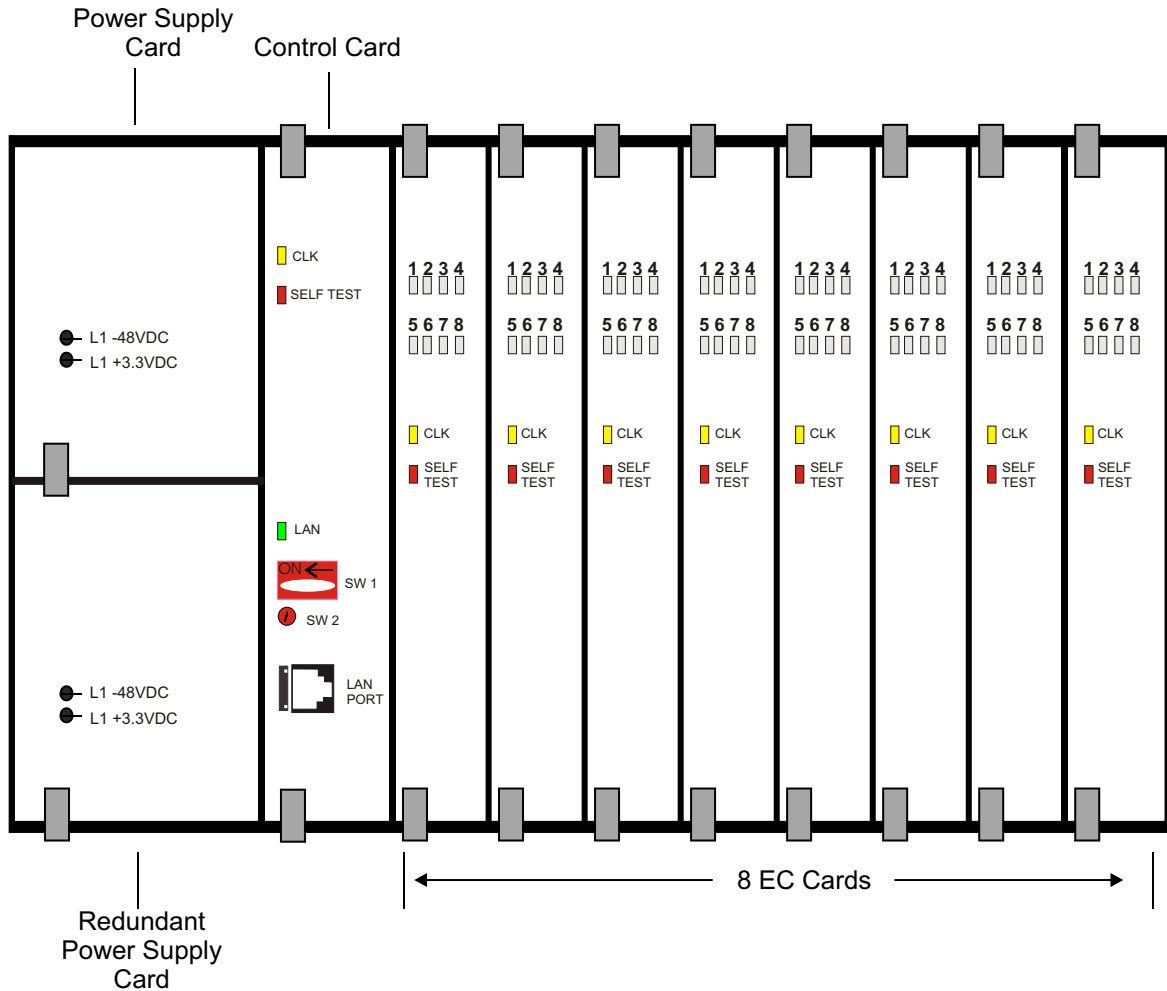 Power Supply
Card
Control Card
CLK
SELF TEST
L1 -48VDC
L1 +3.3VDC
LAN
ON
SW 1
SW 2
LAN
PORT
L1 -48VDC
L1 +3.3VDC
1 2 3 4
5 6 7 8
CLK
SELF
TEST
1 2 3 4
5 6 7 8
CLK
SELF
TEST
1 2 3 4
5 6 7 8
CLK
SELF
TEST
1 2 3 4
5 6 7 8
CLK
SELF
TEST
1 2 3 4
5 6 7 8
CLK
SELF
TEST
1 2 3 4
5 6 7 8
CLK
SELF
TEST
1 2 3 4
5 6 7 8
CLK
SELF
TEST
1 2 3 4
5 6 7 8
CLK
SELF
TEST
8 EC Cards
Redundant
Power Supply
Card